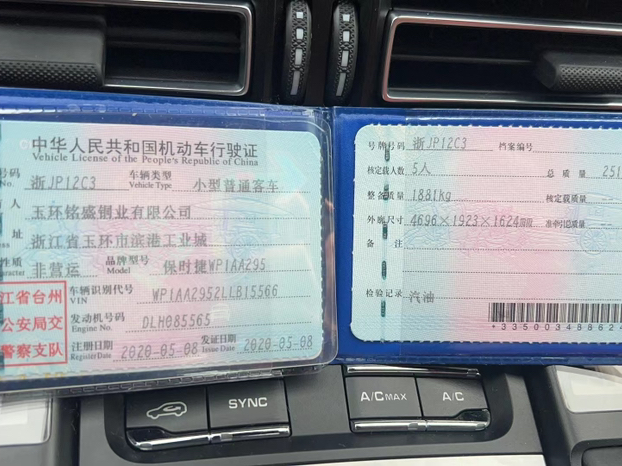 中华人民共和国机动车行驶证
Vehicle License of the People's Republic of China
号码 浙JP12C3 车辆类型 小型普通客车
No. Vehicle Type
人 玉环铭盛铜业有限公司
址 浙江省玉环市滨港工业城
性质 非营运 品牌型号 保时捷WP1AA295
Model
江省台州
公安局交
警察支队
车辆识别代号 WP1AA2952LLB15566
VIN
发动机号码 DLH085565
Engine No.
注册日期 2020-05-08 发证日期 2020-05-08
Register Date Issue Date
号牌号码 浙JP12C3 档案编号
核定载人数 5人 总质量 251
整备质量 1881kg 核定载质量 --
外廓尺寸 4696×1923×1624mm 准牵引总质量 --
备注
检验记录 汽油
SYNC
A/C MAX
A/C